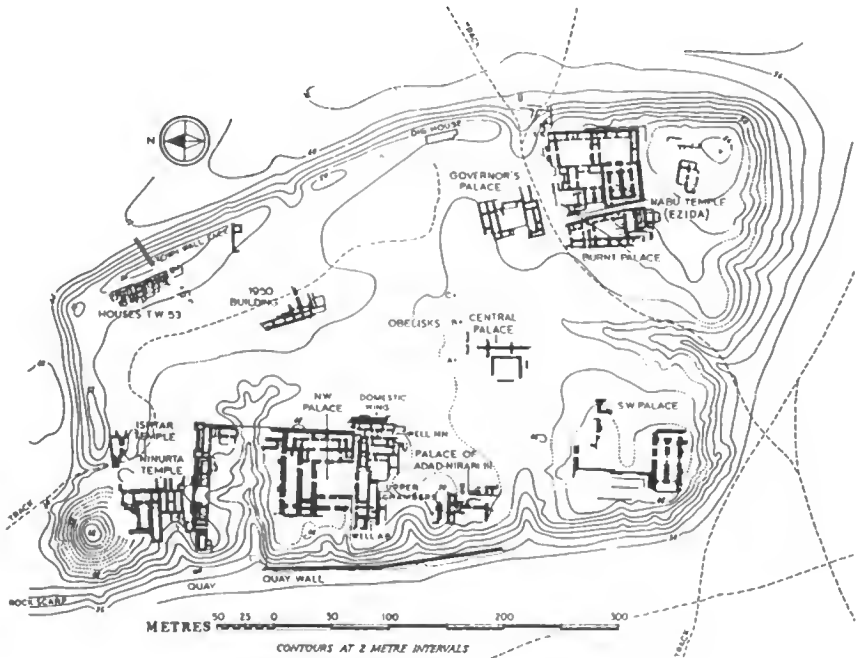 TRACK
N
DIG HOUSE
GOVERNOR'S
PALACE
NABU TEMPLE
(EZIDA)
BURNT PALACE
TOWN WALL
HOUSES T W 53
1950
BUILDING
OBELISKS
C
B
A
CENTRAL
PALACE
ISHTAR
TEMPLE
NINURTA
TEMPLE
NW
PALACE
DOMESTIC
WING
WELL NN
PALACE OF
ADAD-NIRARI III
UPPER
CHAMBERS
WELL AB
SW PALACE
TRACK
ROCK SCARP
QUAY
QUAY WALL
METRES 50 25 0 50 100 200 300
CONTOURS AT 2 METRE INTERVALS
TRACK